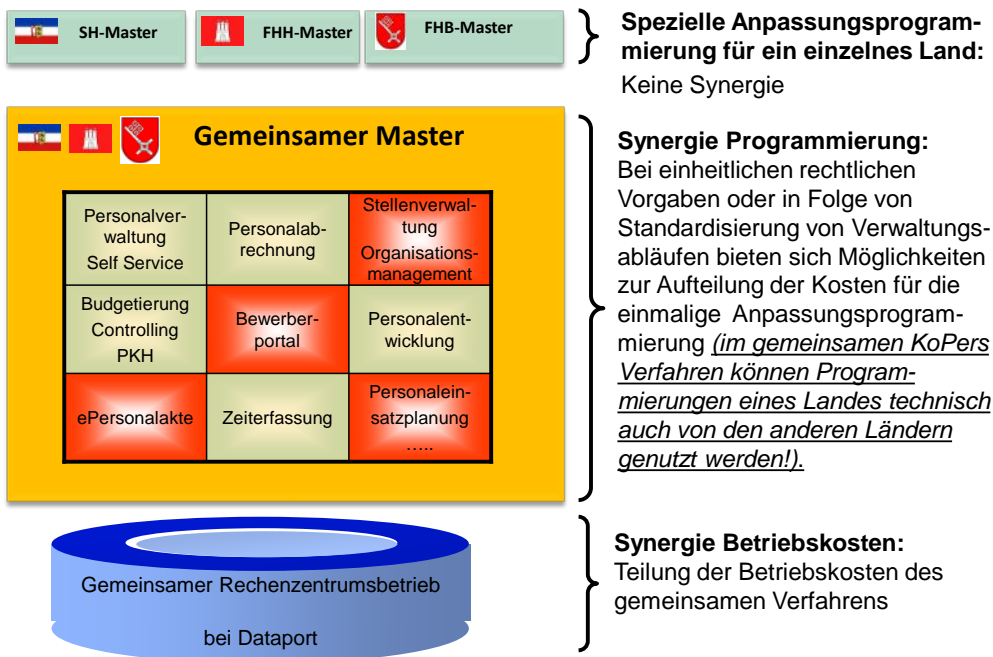 SH-Master
FHH-Master
FHB-Master
Spezielle Anpassungsprogram-
mierung für ein einzelnes Land:
Keine Synergie
Gemeinsamer Master
Personalver-
waltung
Self Service
Personalab-
rechnung
Stellenverwal-
tung
Organisations-
management
Budgetierung
Controlling
PKH
Bewerber-
portal
Personalent-
wicklung
ePersonalakte
Zeiterfassung
Personalein-
satzplanung
.....
Synergie Programmierung:
Bei einheitlichen rechtlichen
Vorgaben oder in Folge von
Standardisierung von Verwaltungs-
abläufen bieten sich Möglichkeiten
zur Aufteilung der Kosten für die
einmalige Anpassungsprogram-
mierung (im gemeinsamen KoPers
Verfahren können Program-
mierungen eines Landes technisch
auch von den anderen Ländern
genutzt werden!).
Gemeinsamer Rechenzentrumsbetrieb
bei Dataport
Synergie Betriebskosten:
Teilung der Betriebskosten des
gemeinsamen Verfahrens